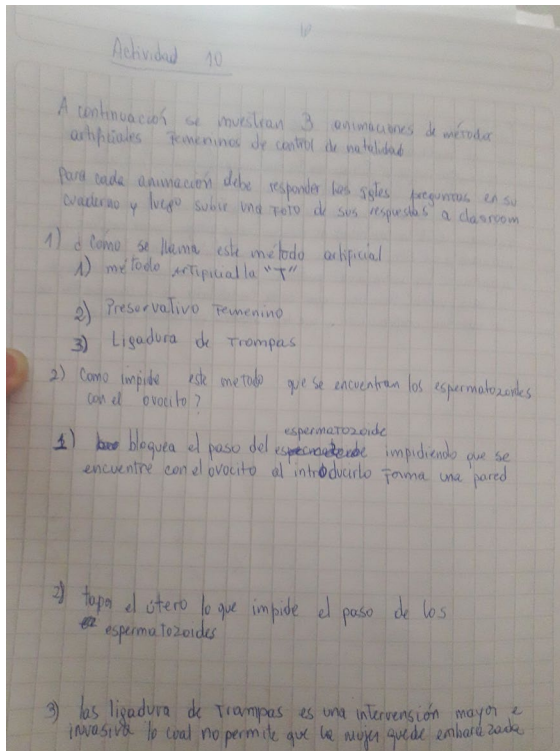 Actividad 10
A continuación se muestran 3 animaciones de métodos
artificiales Femeninos de control de natalidad
Para cada animación debe responder las sgtes preguntas en su
cuaderno y luego subir una Foto de sus respuestas a clasroom
1) ¿Como se llama este método artificial
1) método artificial la "T"
2) Preservativo Femenino
3) Ligadura de Trompas
2) Como impide este metodo que se encuentran los espermatozoides
con el ovocito?
1) bloquea el paso del espermatozoide impidiendo que se
encuentre con el ovocito al introducirlo Forma una pared
2) tapa el útero lo que impide el paso de los
espermatozoides
3) las ligadura de Trompas es una intervención mayor e
invasiva lo cual no permite que la mujer quede embarazada